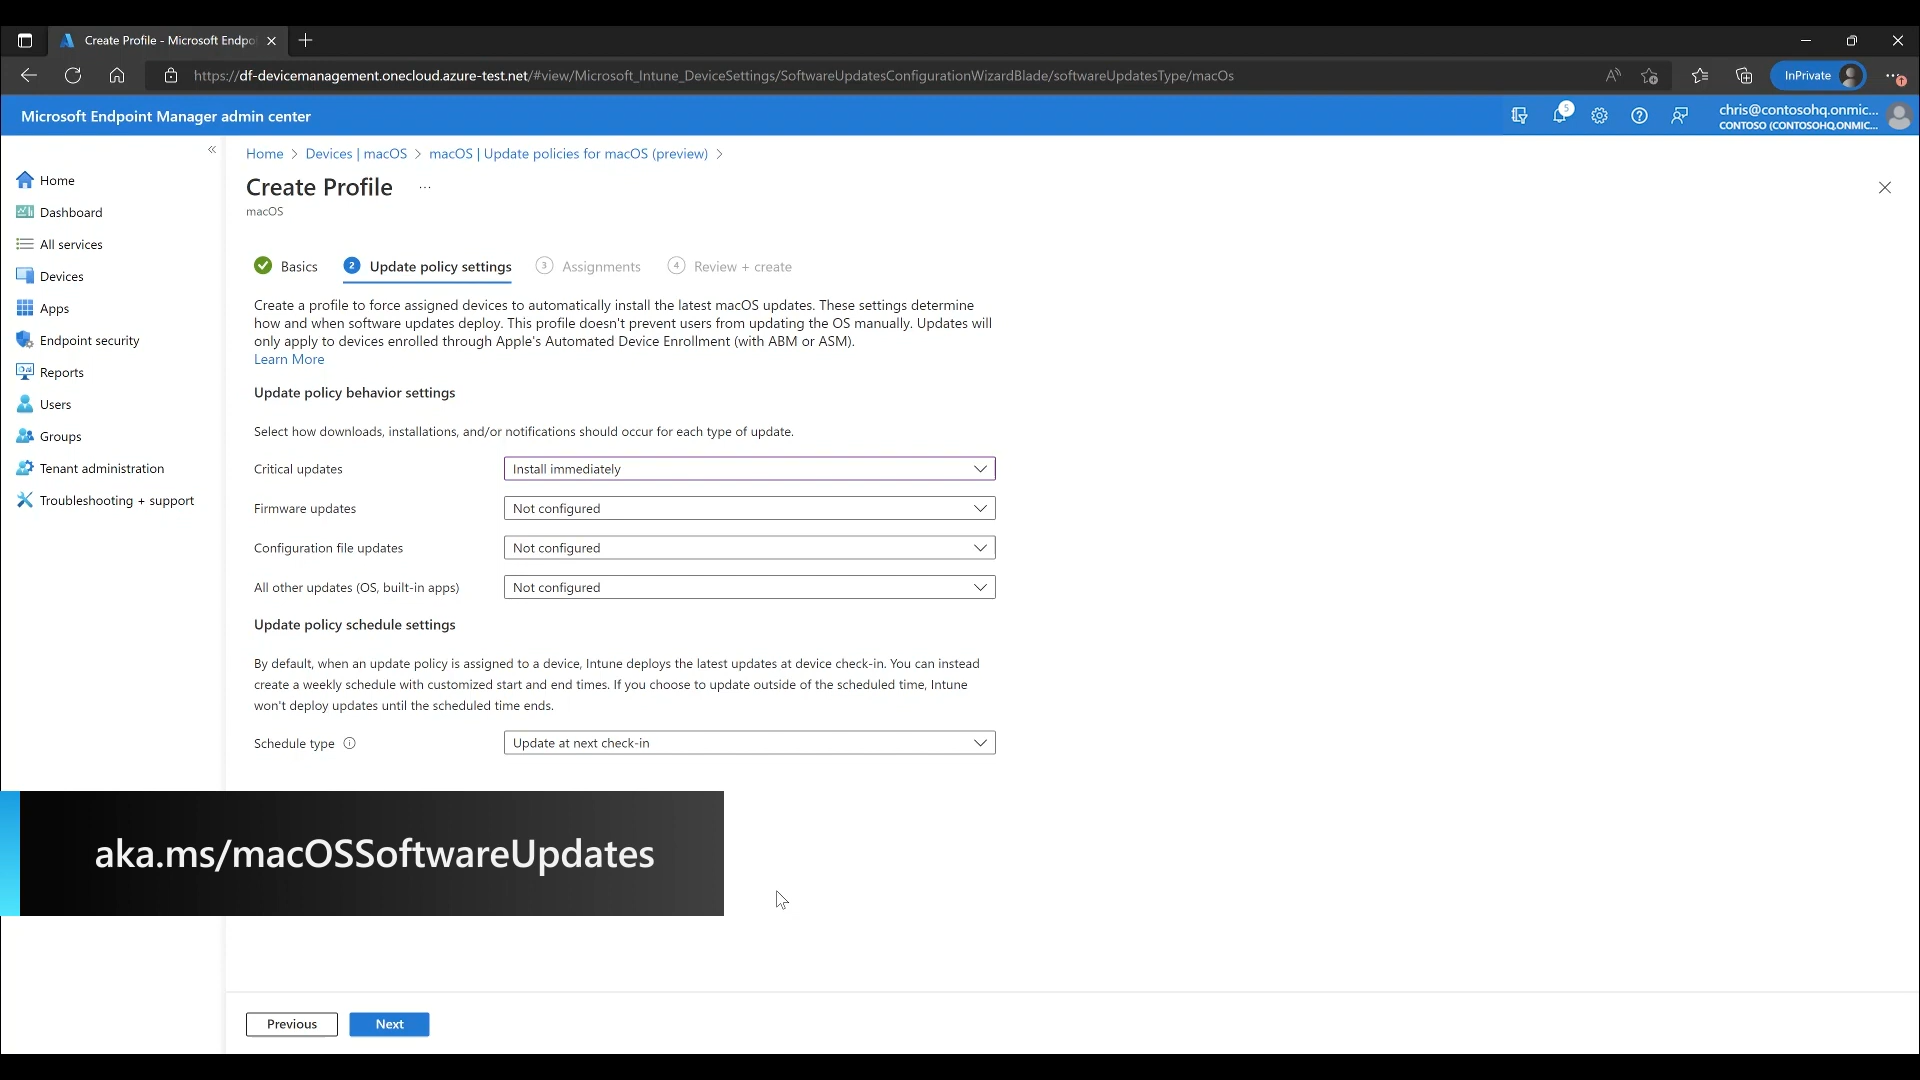 Create Profile - Microsoft Endpo
https://df-devicemanagement.onecloud.azure-test.net/#view/Microsoft_Intune_DeviceSettings/SoftwareUpdatesConfigurationWizardBlade/softwareUpdatesType/macOs
InPrivate
Microsoft Endpoint Manager admin center
5
chris@contosohq.onmic...
CONTOSO (CONTOSOHQ.ONMIC...
Home > Devices | macOS > macOS | Update policies for macOS (preview) >
Create Profile ...
macOS
Home
Dashboard
All services
Devices
Apps
Endpoint security
Reports
Users
Groups
Tenant administration
Troubleshooting + support
Basics 2 Update policy settings 3 Assignments 4 Review + create
Create a profile to force assigned devices to automatically install the latest macOS updates. These settings determine
how and when software updates deploy. This profile doesn't prevent users from updating the OS manually. Updates will
only apply to devices enrolled through Apple's Automated Device Enrollment (with ABM or ASM).
Learn More
Update policy behavior settings
Select how downloads, installations, and/or notifications should occur for each type of update.
Critical updates Install immediately
Firmware updates Not configured
Configuration file updates Not configured
All other updates (OS, built-in apps) Not configured
Update policy schedule settings
By default, when an update policy is assigned to a device, Intune deploys the latest updates at device check-in. You can instead
create a weekly schedule with customized start and end times. If you choose to update outside of the scheduled time, Intune
won't deploy updates until the scheduled time ends.
Schedule type Update at next check-in
aka.ms/macOSSoftwareUpdates
Previous Next